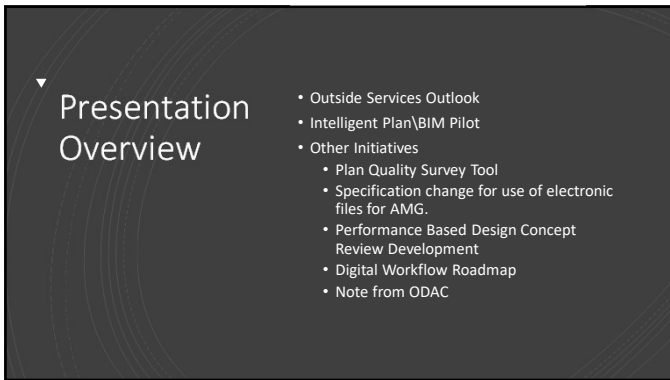 Presentation
Overview
• Outside Services Outlook
• Intelligent Plan\BIM Pilot
• Other Initiatives
• Plan Quality Survey Tool
• Specification change for use of electronic
files for AMG.
• Performance Based Design Concept
Review Development
• Digital Workflow Roadmap
• Note from ODAC